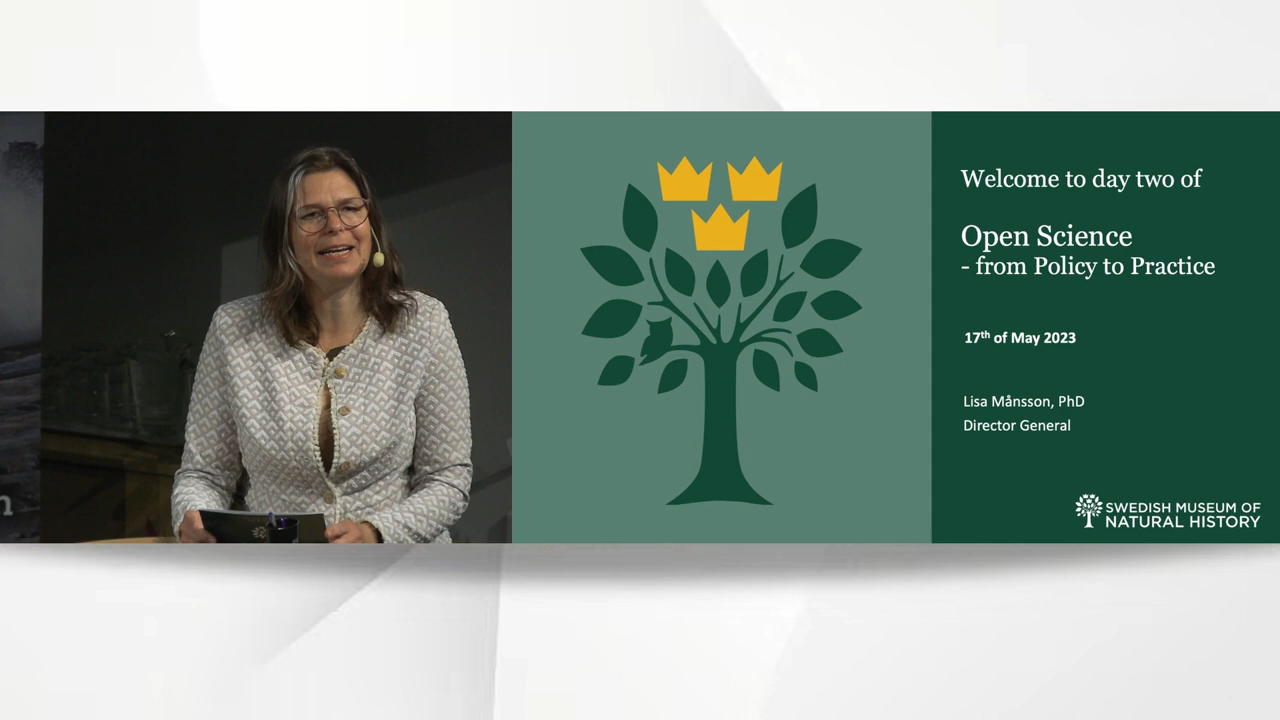 Welcome to day two of
Open Science
- from Policy to Practice
17th of May 2023
Lisa Månsson, PhD
Director General
SWEDISH MUSEUM OF
NATURAL HISTORY